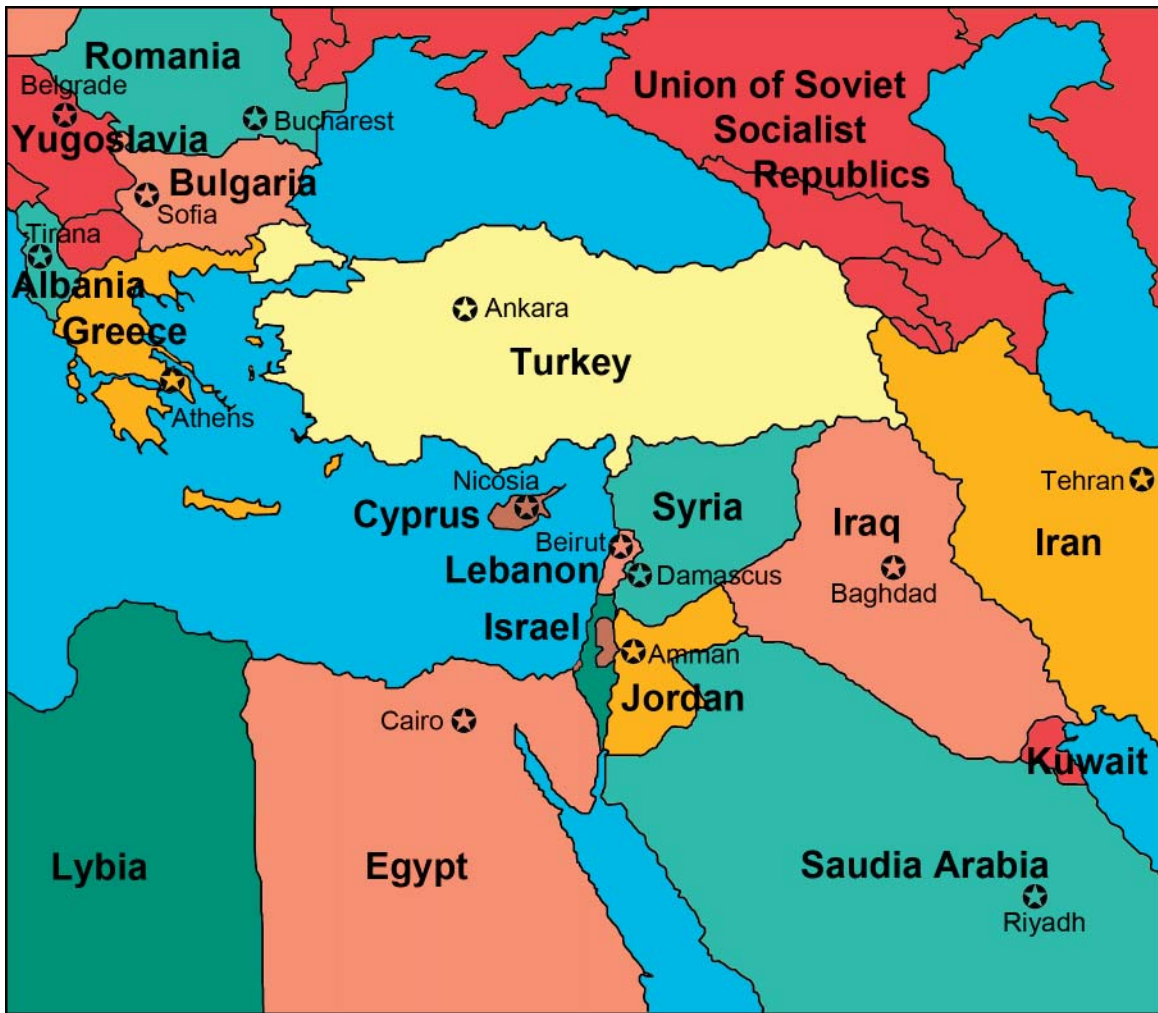 Romania
Belgrade
Bucharest
Yugoslavia
Bulgaria
Sofia
Union of Soviet
Socialist
Republics
Tirana
Albania
Greece
Athens
Ankara
Turkey
Nicosia
Cyprus
Syria
Iraq
Tehran
Iran
Beirut
Lebanon
Damascus
Baghdad
Israel
Amman
Jordan
Cairo
Kuwait
Lybia
Egypt
Saudia Arabia
Riyadh